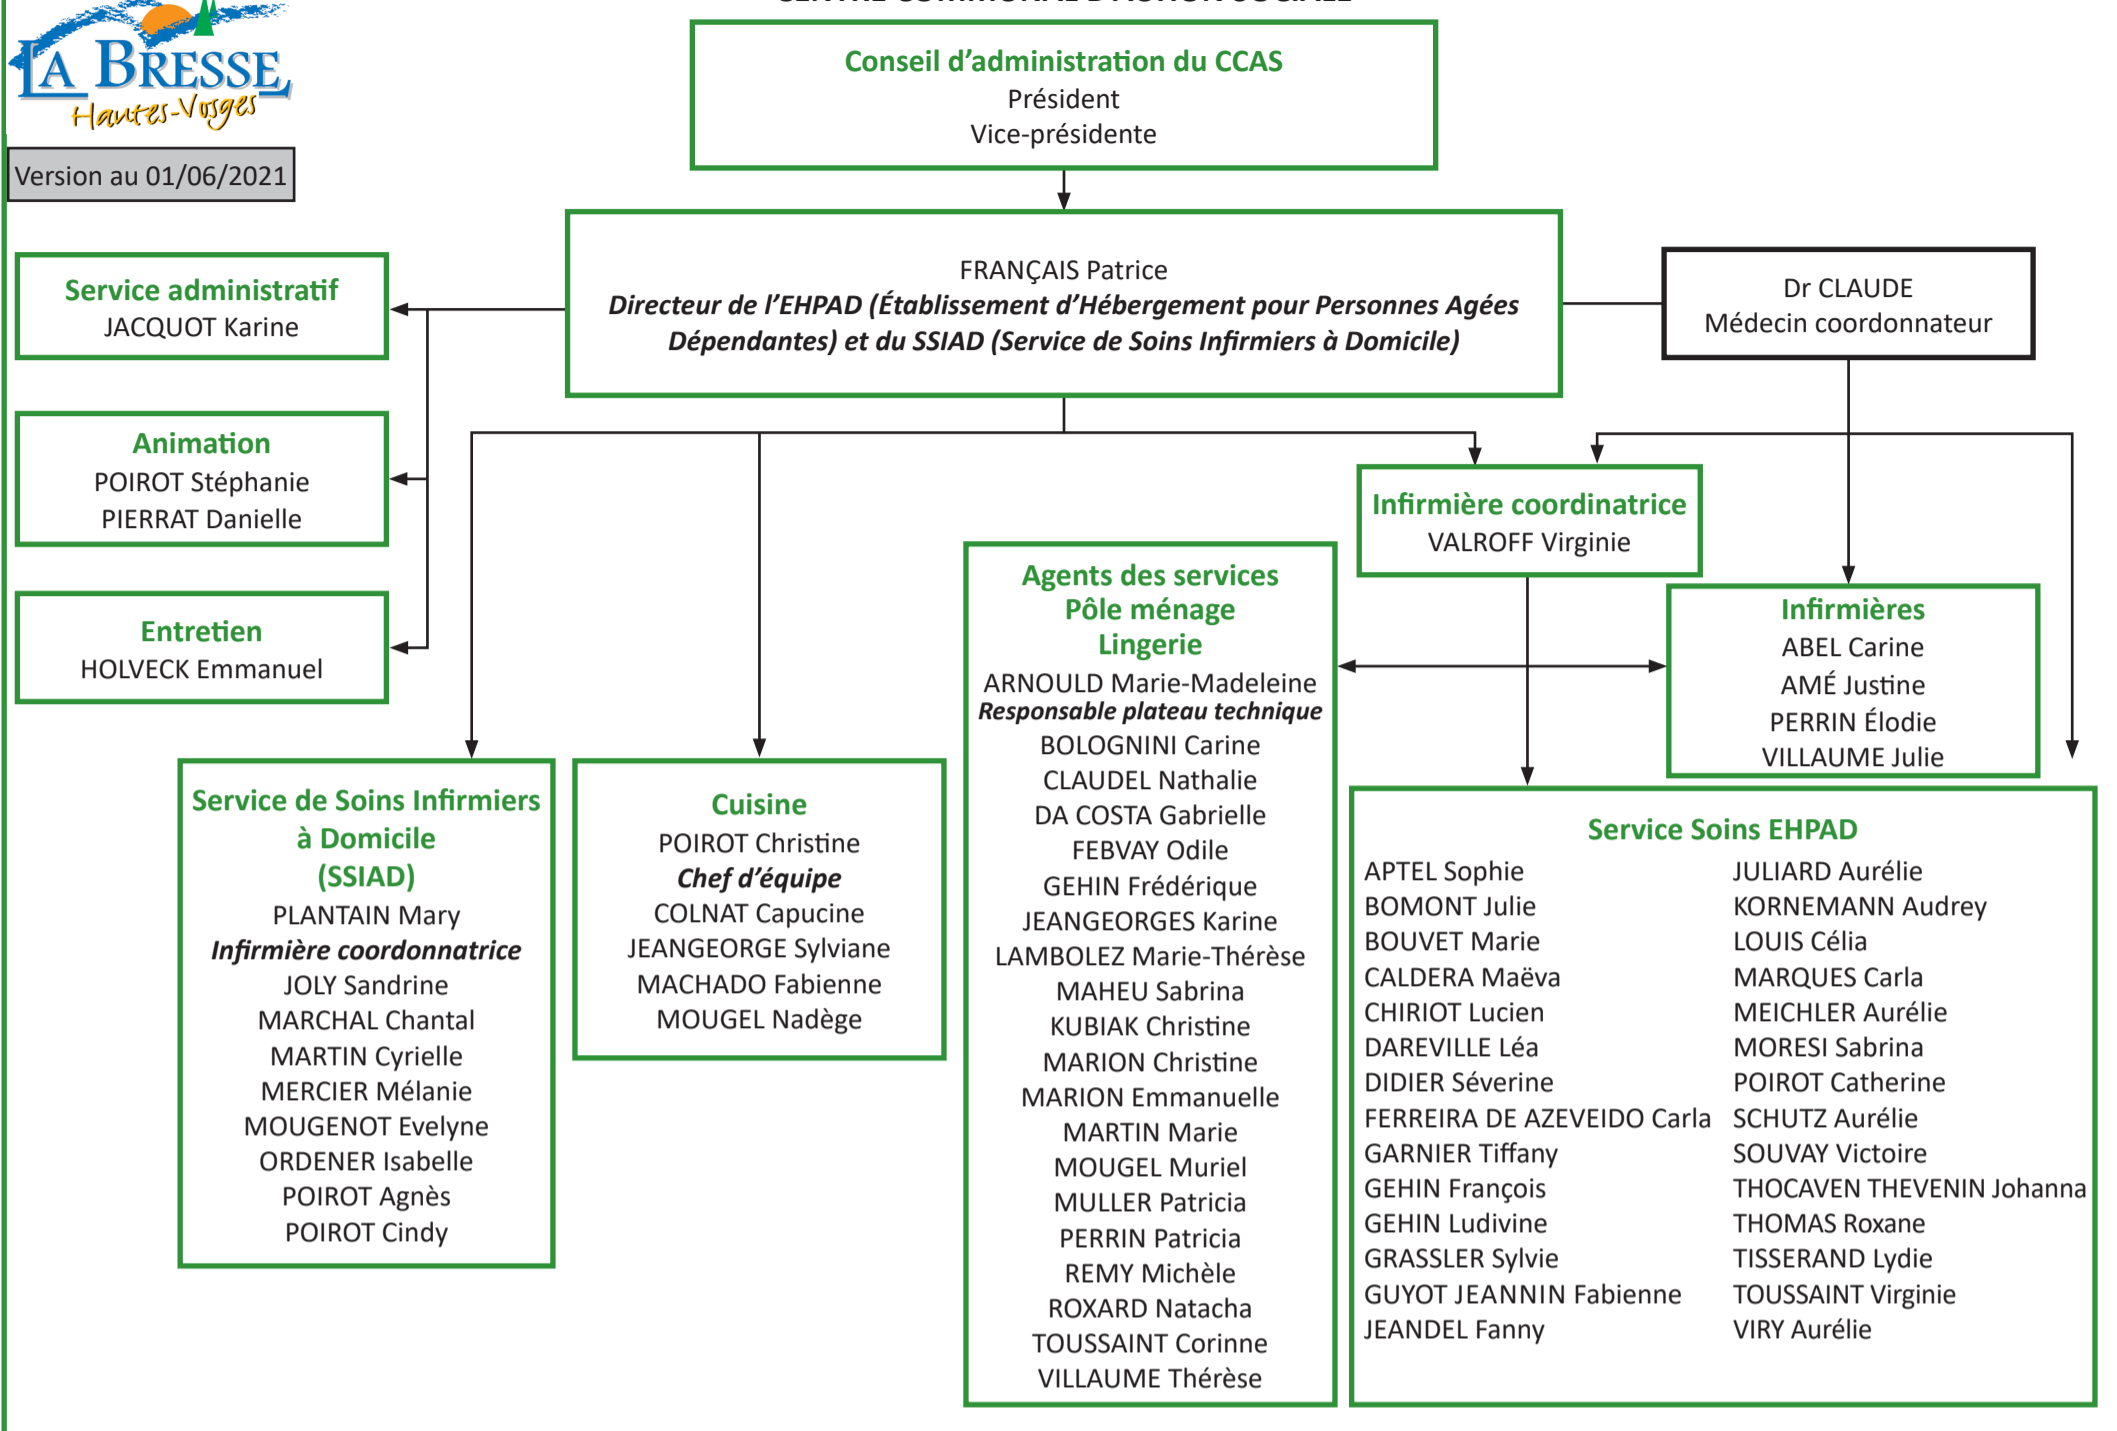 CENTRE COMMUNAL D'ACTION SOCIALE
LA BRESSE
Hautes-Vosges
Version au 01/06/2021
Conseil d’administration du CCAS
Président
Vice-présidente
FRANÇAIS Patrice
Directeur de l’EHPAD (Établissement d’Hébergement pour Personnes Agées
Dépendantes) et du SSIAD (Service de Soins Infirmiers à Domicile)
Dr CLAUDE
Médecin coordonnateur
Service administratif
JACQUOT Karine
Animation
POIROT Stéphanie
PIERRAT Danielle
Entretien
HOLVECK Emmanuel
Infirmière coordinatrice
VALROFF Virginie
Infirmières
ABEL Carine
AMÉ Justine
PERRIN Élodie
VILLAUME Julie
Service de Soins Infirmiers
à Domicile
(SSIAD)
PLANTAIN Mary
Infirmière coordonnatrice
JOLY Sandrine
MARCHAL Chantal
MARTIN Cyrielle
MERCIER Mélanie
MOUGENOT Evelyne
ORDENER Isabelle
POIROT Agnès
POIROT Cindy
Cuisine
POIROT Christine
Chef d’équipe
COLNAT Capucine
JEANGEORGE Sylviane
MACHADO Fabienne
MOUGEL Nadège
Agents des services
Pôle ménage
Lingerie
ARNOULD Marie-Madeleine
Responsable plateau technique
BOLOGNINI Carine
CLAUDEL Nathalie
DA COSTA Gabrielle
FEBVAY Odile
GEHIN Frédérique
JEANGEORGES Karine
LAMBOLEZ Marie-Thérèse
MAHEU Sabrina
KUBIAK Christine
MARION Christine
MARION Emmanuelle
MARTIN Marie
MOUGEL Muriel
MULLER Patricia
PERRIN Patricia
REMY Michèle
ROXARD Natacha
TOUSSAINT Corinne
VILLAUME Thérèse
Service Soins EHPAD
APTEL Sophie
BOMONT Julie
BOUVET Marie
CALDERA Maëva
CHIRIOT Lucien
DAREVILLE Léa
DIDIER Séverine
FERREIRA DE AZEVEIDO Carla
GARNIER Tiffany
GEHIN François
GEHIN Ludivine
GRASSLER Sylvie
GUYOT JEANNIN Fabienne
JEANDEL Fanny
JULIARD Aurélie
KORNEMANN Audrey
LOUIS Célia
MARQUES Carla
MEICHLER Aurélie
MORESI Sabrina
POIROT Catherine
SCHUTZ Aurélie
SOUVAY Victoire
THOCAVEN THEVENIN Johanna
THOMAS Roxane
TISSERAND Lydie
TOUSSAINT Virginie
VIRY Aurélie